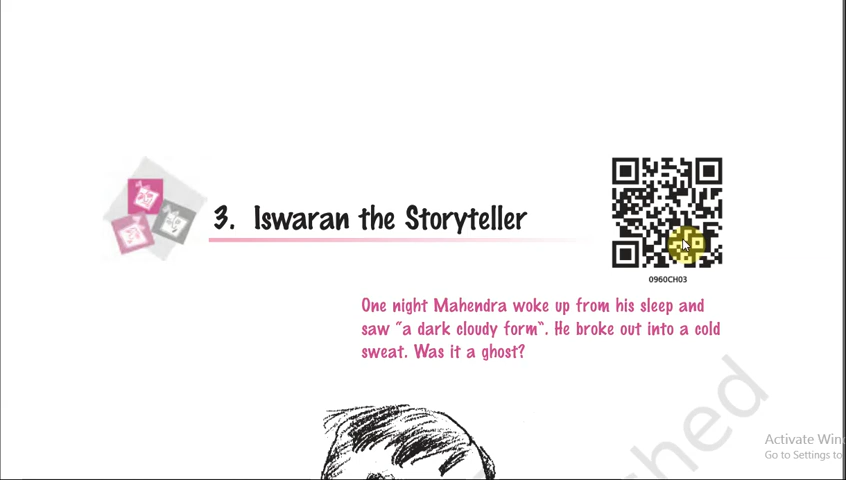 3. Iswaran the Storyteller
0960CH03
One night Mahendra woke up from his sleep and
saw “a dark cloudy form“. He broke out into a cold
sweat. Was it a ghost?
shed
Activate Win
Go to Settings to